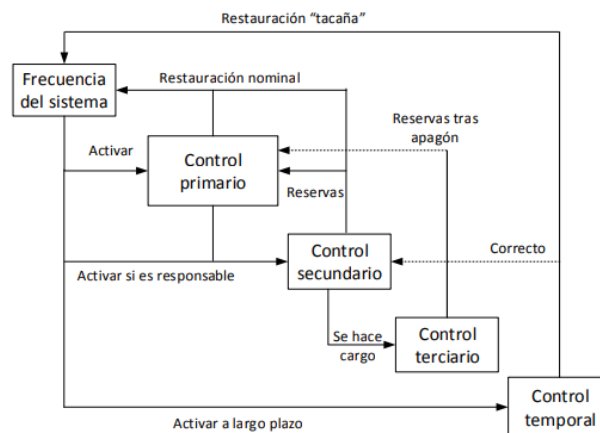 Restauración “tacaña”
Frecuencia
del sistema
Restauración nominal
Reservas tras
apagón
Activar
Control
primario
Reservas
Control
secundario
Correcto
Activar si es responsable
Se hace
cargo
Control
terciario
Control
temporal
Activar a largo plazo